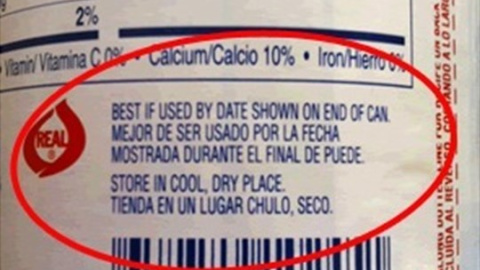 2%
Vitamin/ Vitamina C 0% • Calcium/Calcio 10% • Iron/Hierro 0%
REAL
®
BEST IF USED BY DATE SHOWN ON END OF CAN.
MEJOR DE SER USADO POR LA FECHA
MOSTRADA DURANTE EL FINAL DE PUEDE.
STORE IN COOL, DRY PLACE.
TIENDA EN UN LUGAR CHULO, SECO.